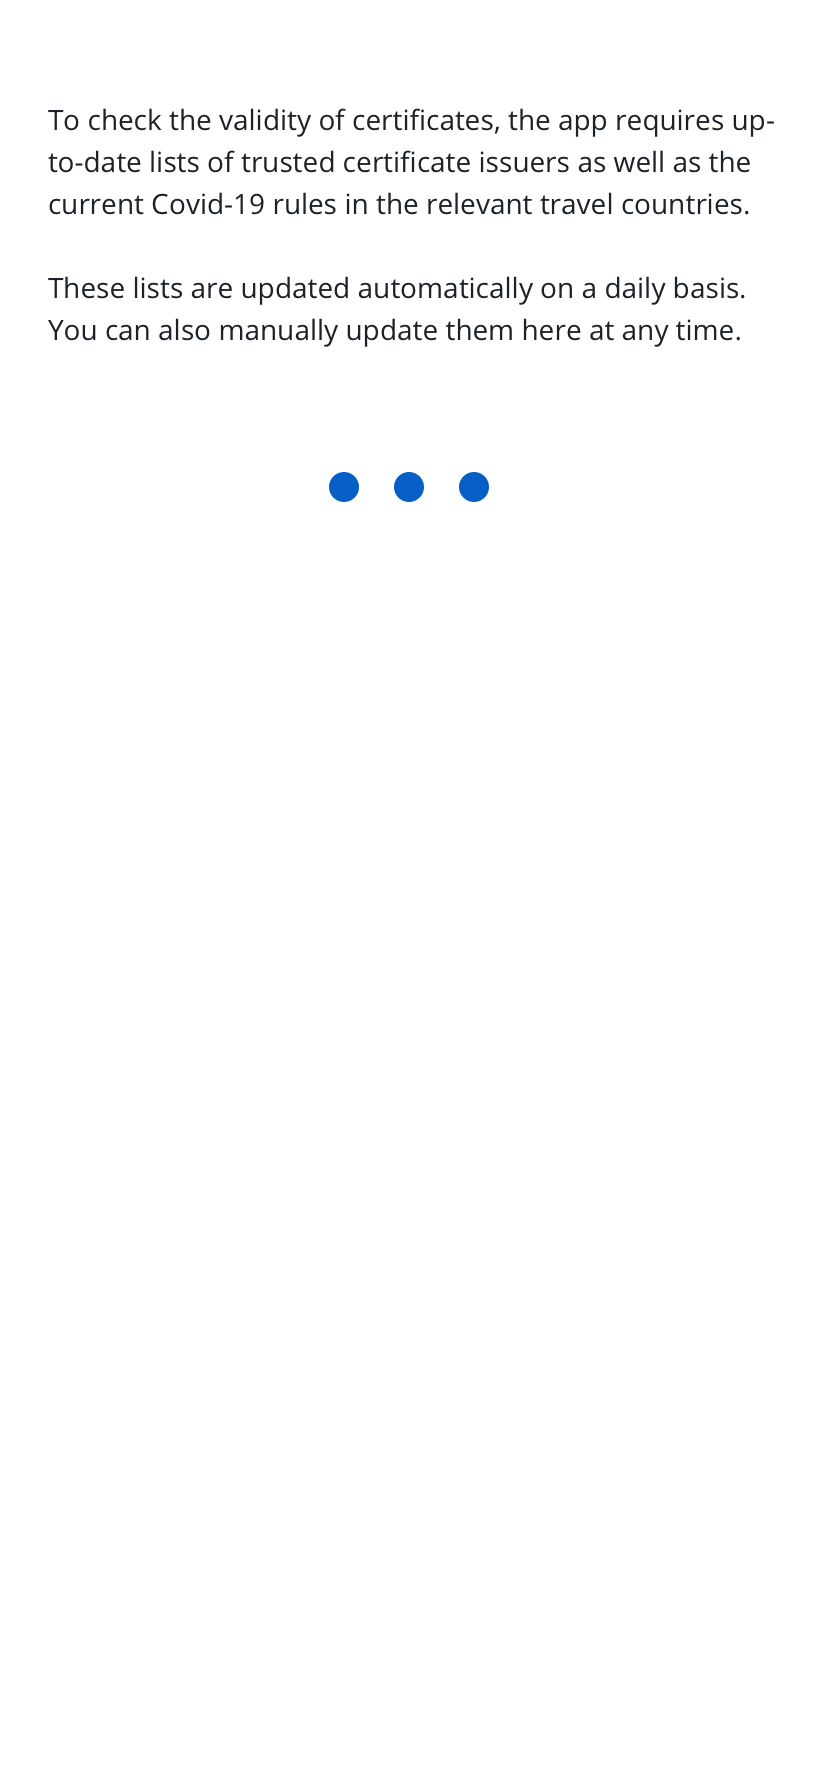 To check the validity of certificates, the app requires up-
to-date lists of trusted certificate issuers as well as the
current Covid-19 rules in the relevant travel countries.
These lists are updated automatically on a daily basis.
You can also manually update them here at any time.